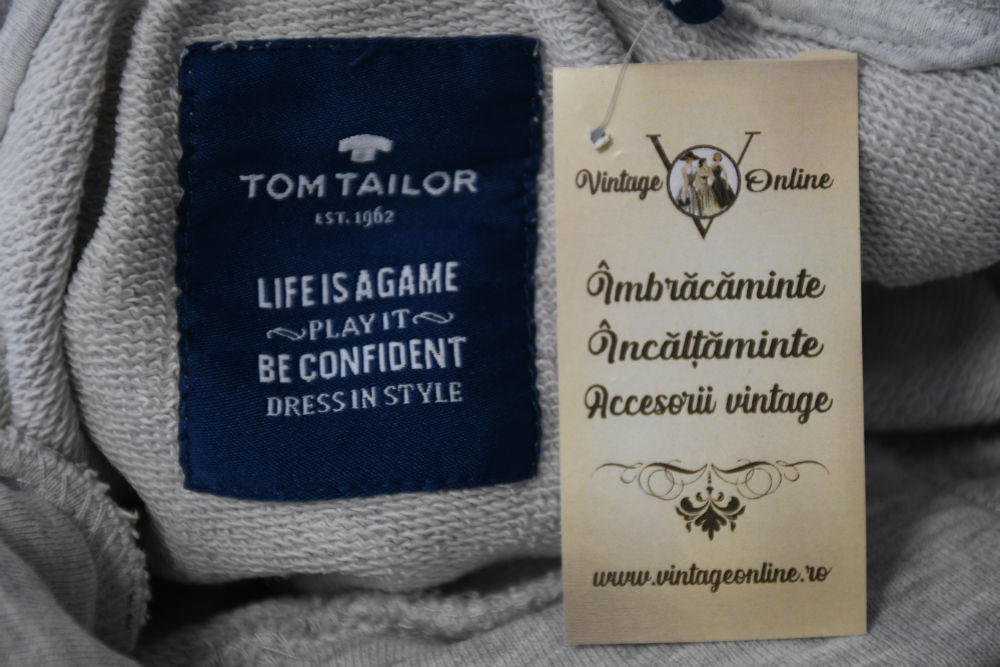 TOM TAILOR
EST. 1962
LIFE IS A GAME
PLAY IT
BE CONFIDENT
DRESS IN STYLE
Vintage Online
Îmbrăcăminte
Încălțăminte
Accesorii vintage
www.vintageonline.ro